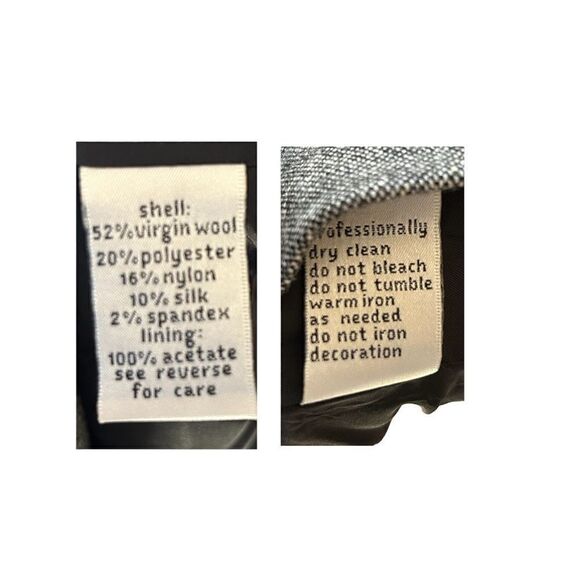 shell:
52% virgin wool
20% polyester
16% nylon
10% silk
2% spandex
lining:
100% acetate
see reverse
for care
rofessionally
dry clean
do not bleach
do not tumble
warm iron
as needed
do not iron
decoration